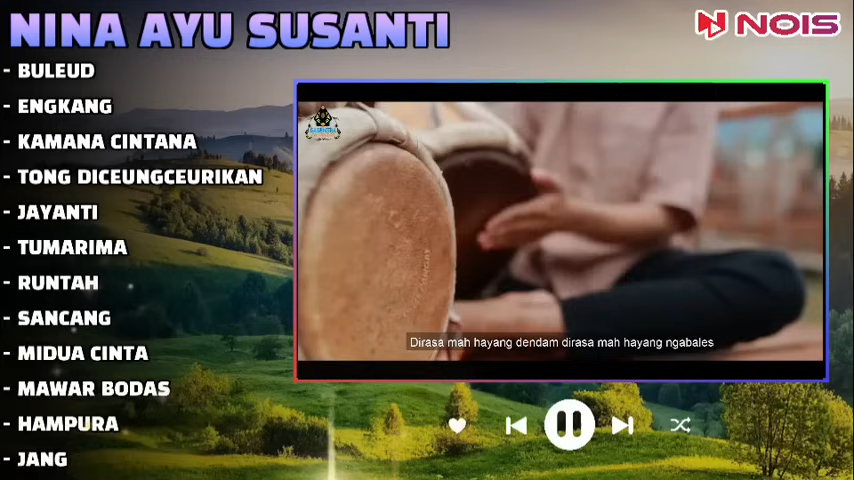 NINA AYU SUSANTI
NOIS
- BULEUD
- ENGKANG
- KAMANA CINTANA
- TONG DICEUNGCEURIKAN
- JAYANTI
- TUMARIMA
- RUNTAH
- SANCANG
- MIDUA CINTA
- MAWAR BODAS
- HAMPURA
- JANG
Dirasa mah hayang dendam dirasa mah hayang ngabales